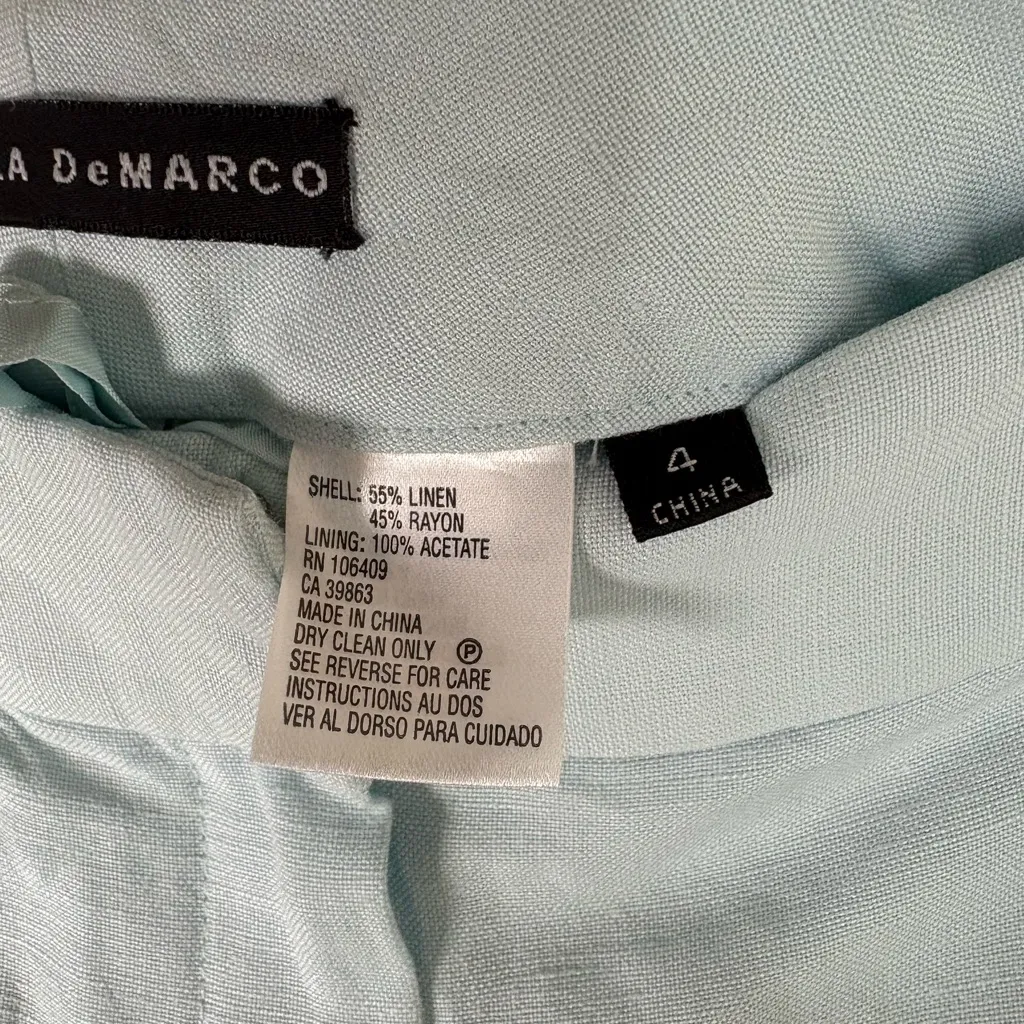 DeMARCO
4
CHINA
SHELL: 55% LINEN
45% RAYON
LINING: 100% ACETATE
RN 106409
CA 39863
MADE IN CHINA
DRY CLEAN ONLY Ⓟ
SEE REVERSE FOR CARE
INSTRUCTIONS AU DOS
VER AL DORSO PARA CUIDADO